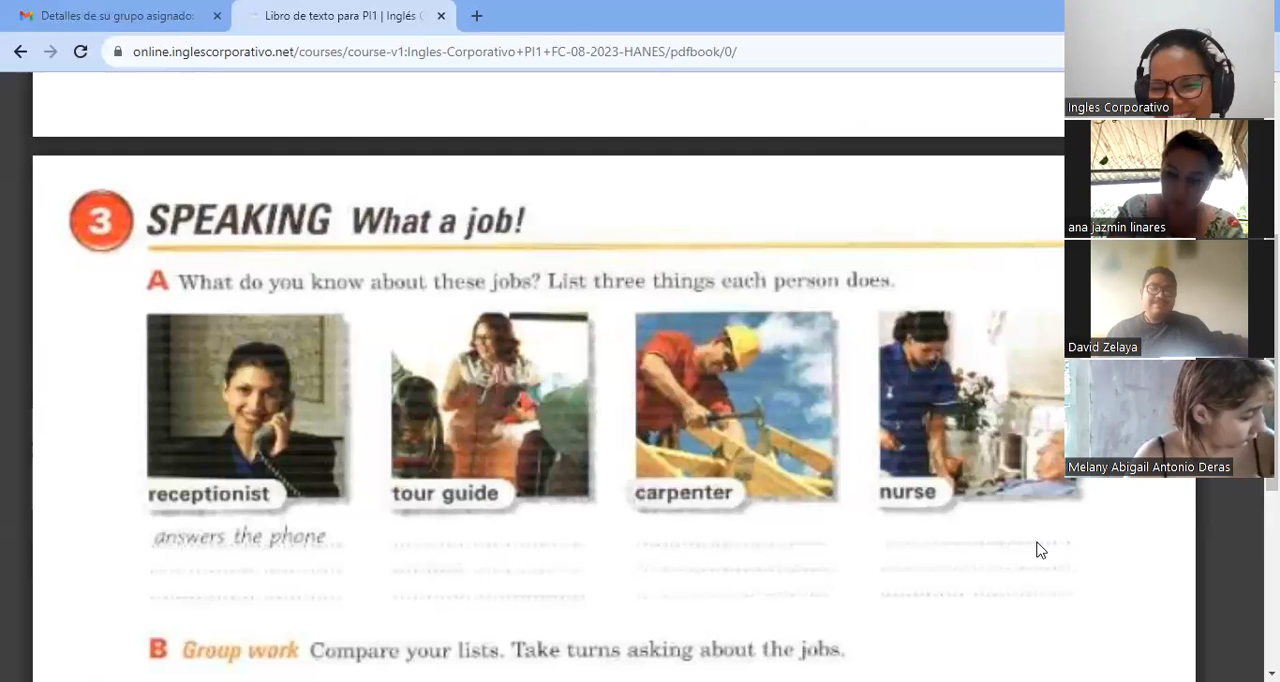 Detalles de su grupo asignado:
Libro de texto para PI1 | Inglés C
online.inglescorporativo.net/courses/course-v1:Ingles-Corporativo+PI1+FC-08-2023-HANES/pdfbook/0/
Ingles Corporativo
ana jazmin linares
David Zelaya
Melany Abigail Antonio Deras
3 SPEAKING What a job!
A What do you know about these jobs? List three things each person does.
receptionist tour guide carpenter nurse
answers the phone
B Group work Compare your lists. Take turns asking about the jobs.